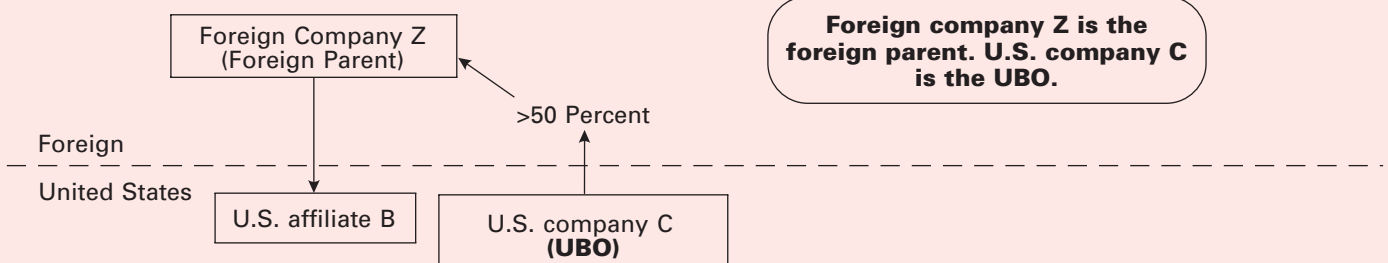 Foreign Company Z
(Foreign Parent)
Foreign company Z is the
foreign parent. U.S. company C
is the UBO.
>50 Percent
Foreign
United States
U.S. affiliate B
U.S. company C
(UBO)